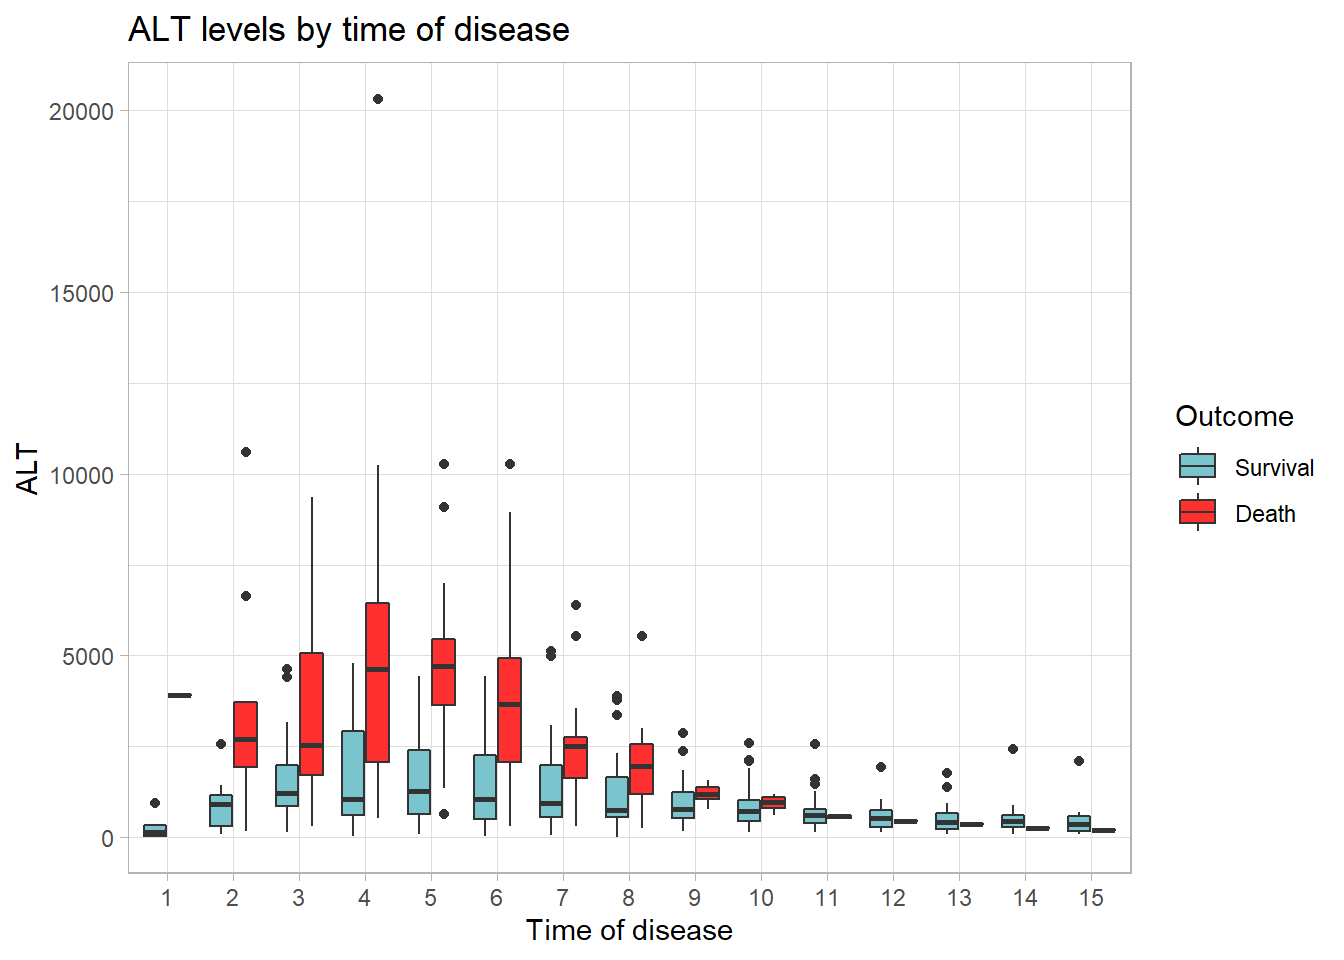 ALT levels by time of disease
20000
15000
10000
5000
0
ALT
1 2 3 4 5 6 7 8 9 10 11 12 13 14 15
Time of disease
Outcome
Survival
Death